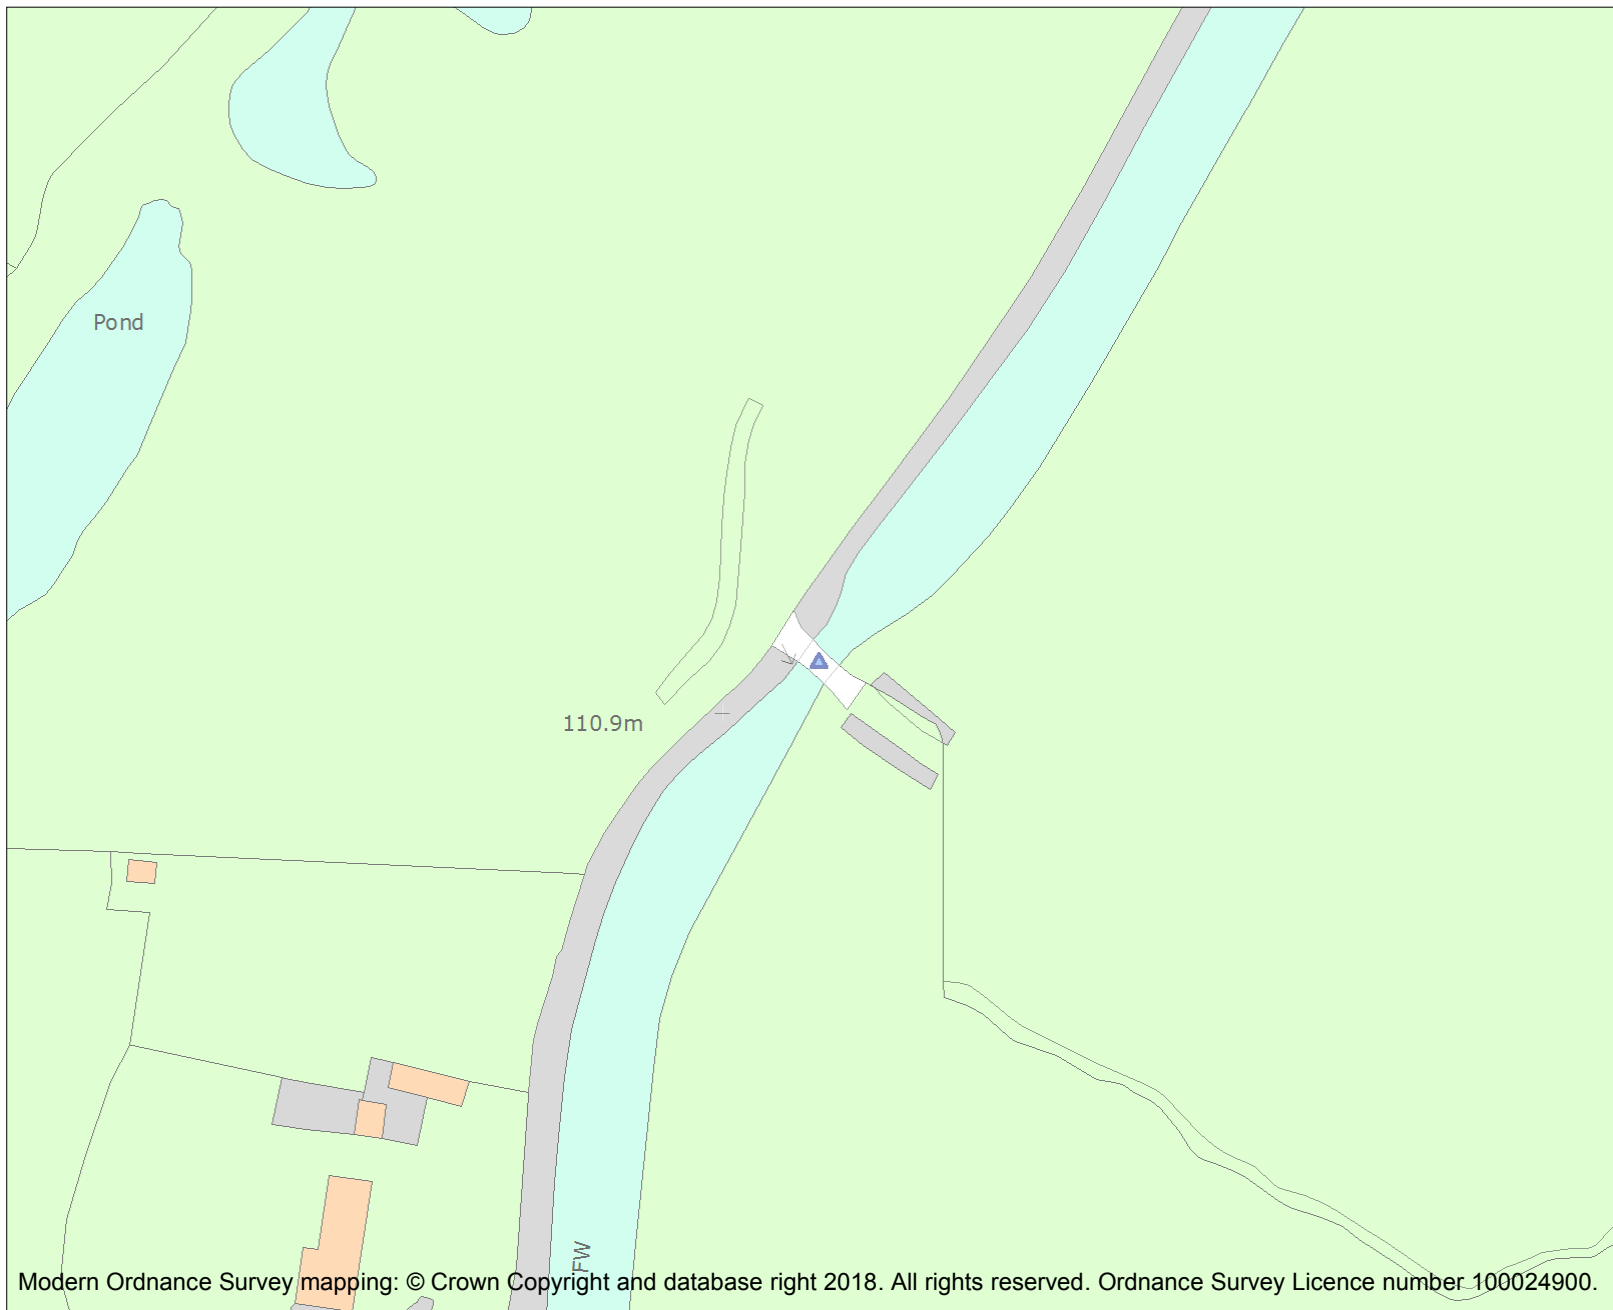 Pond
110.9m
FW
Modern Ordnance Survey mapping: © Crown Copyright and database right 2018. All rights reserved. Ordnance Survey Licence number 100024900.